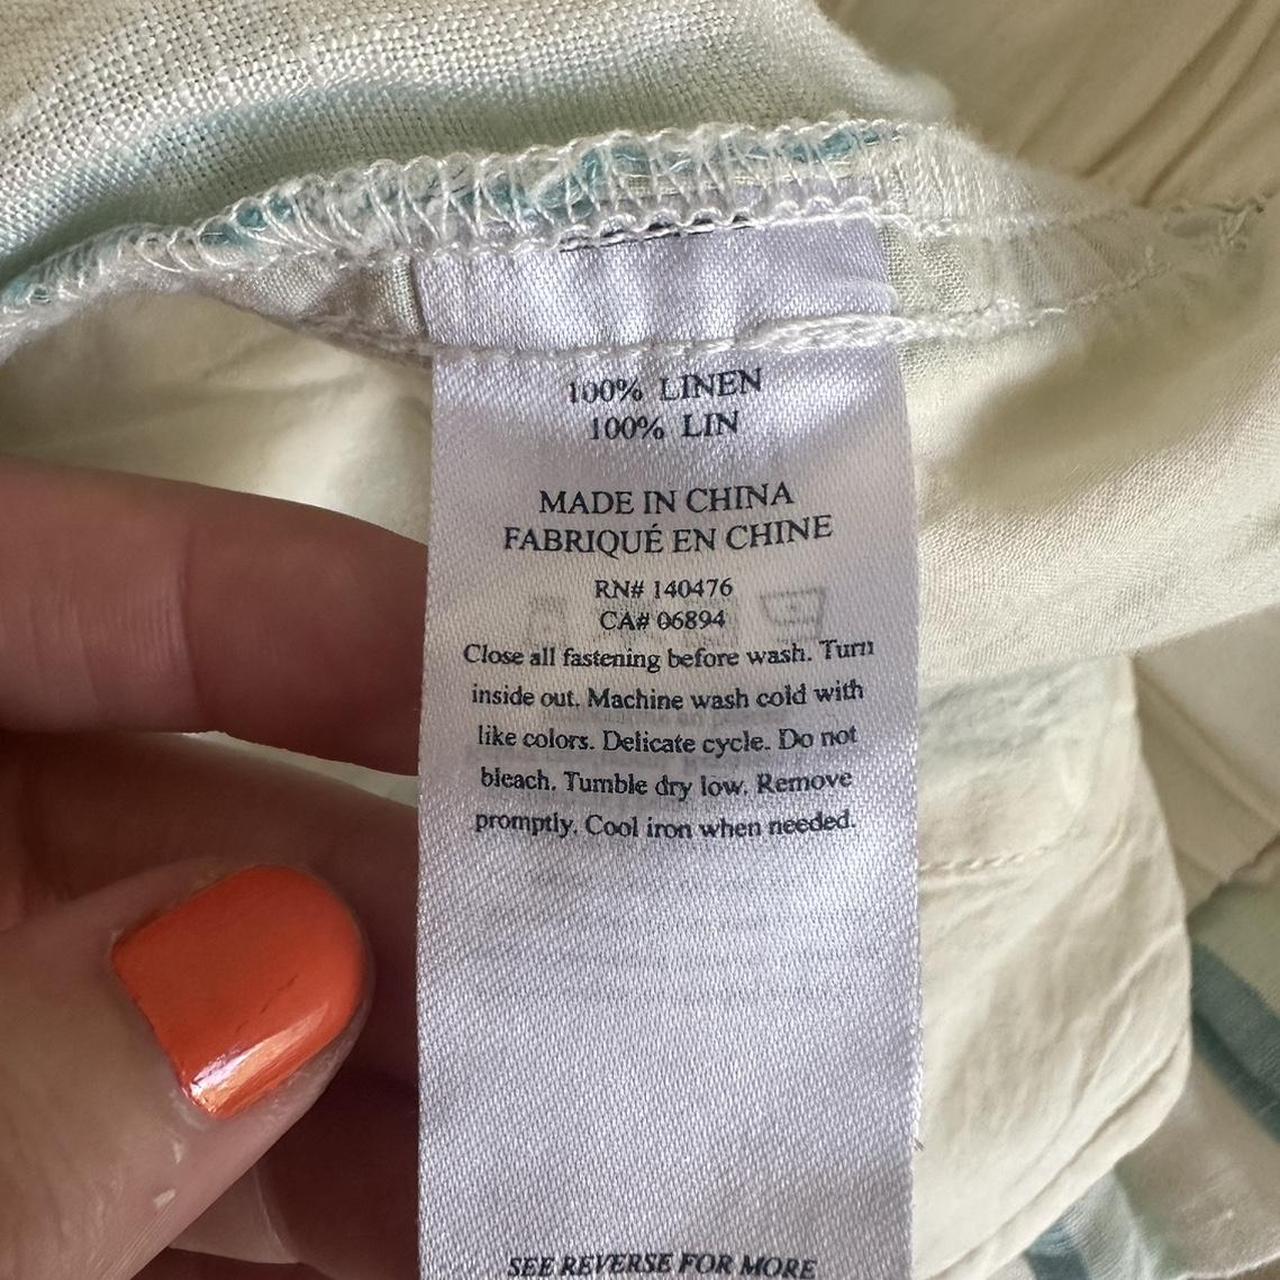 100% LINEN
100% LIN
MADE IN CHINA
FABRIQUÉ EN CHINE
RN# 140476
CA# 06894
Close all fastening before wash. Turn
inside out. Machine wash cold with
like colors. Delicate cycle. Do not
bleach. Tumble dry low. Remove
promptly. Cool iron when needed.
SEE REVERSE FOR MORE